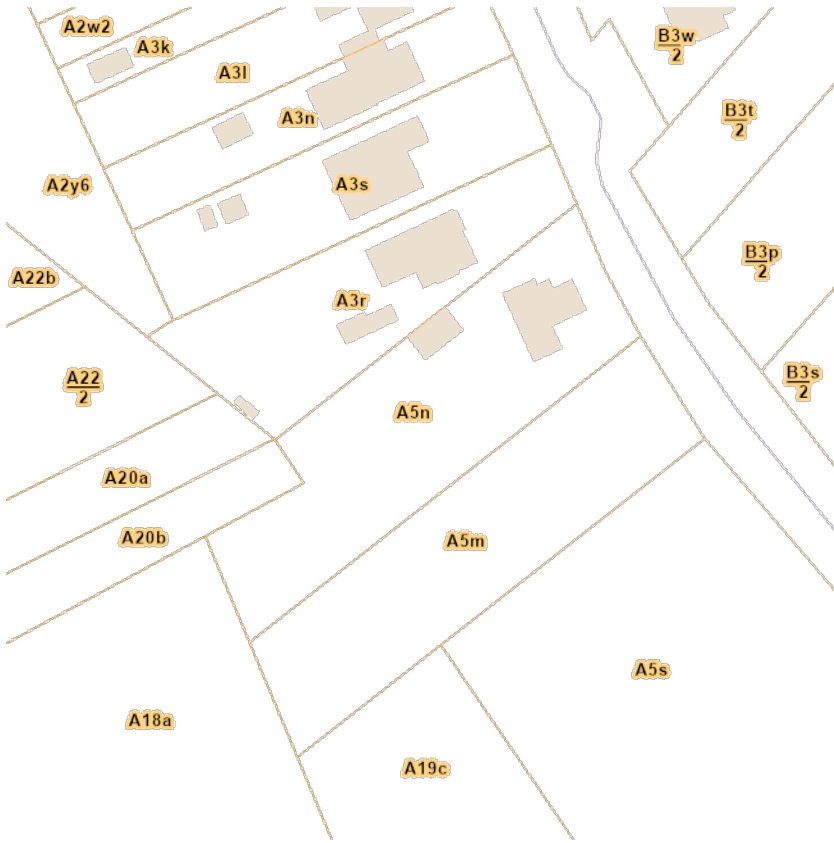 A2w2
A3k
B3w
2
A3l
A3n
B3t
2
A2y6
A3s
B3p
2
A22b
A3r
A22
2
B3s
2
A5n
A20a
A20b
A5m
A5s
A18a
A19c